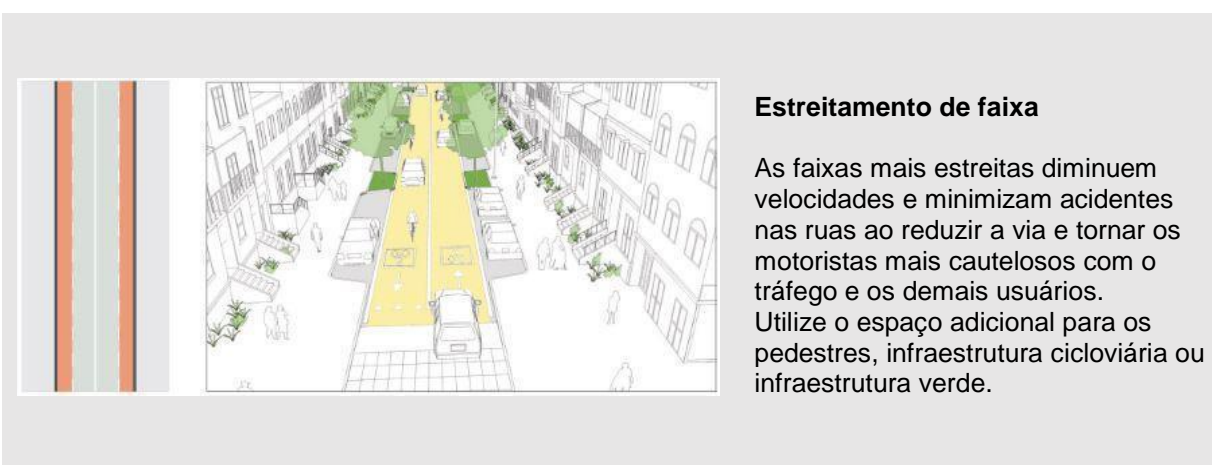 Estreitamento de faixa
As faixas mais estreitas diminuem
velocidades e minimizam acidentes
nas ruas ao reduzir a via e tornar os
motoristas mais cautelosos com o
tráfego e os demais usuários.
Utilize o espaço adicional para os
pedestres, infraestrutura cicloviária ou
infraestrutura verde.